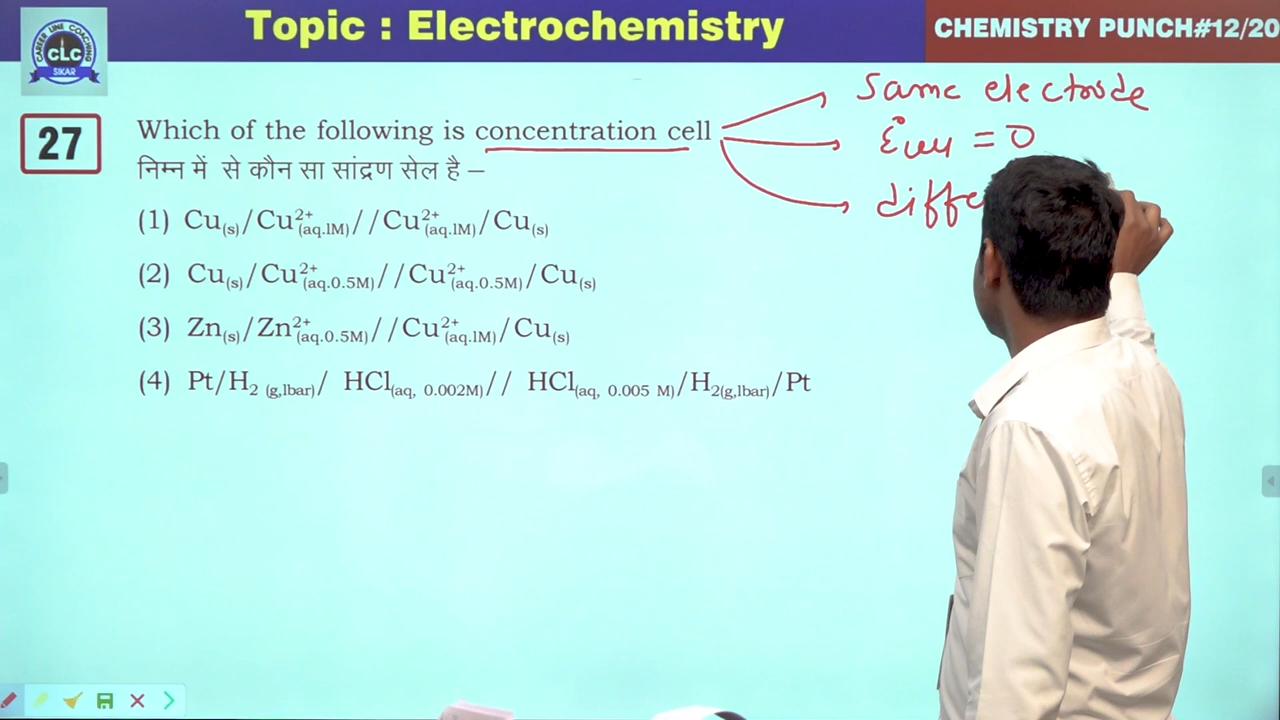 Topic : Electrochemistry
CHEMISTRY PUNCH#12/20
CAREER LINE COACHING
CLC
SIKAR
Same electrode
27
Which of the following is concentration cell
निम्न में से कौन सा सांद्रण सेल है –
E°cell = 0
diffe
(1) Cu(s)/Cu²⁺(aq.1M)//Cu²⁺(aq.1M)/Cu(s)
(2) Cu(s)/Cu²⁺(aq.0.5M)//Cu²⁺(aq.0.5M)/Cu(s)
(3) Zn(s)/Zn²⁺(aq.0.5M)//Cu²⁺(aq.1M)/Cu(s)
(4) Pt/H₂ (g,1bar)/ HCl(aq, 0.002M)// HCl(aq, 0.005 M)/H₂(g,1bar)/Pt